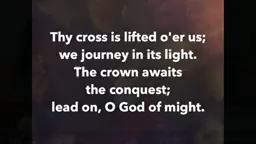 Thy cross is lifted o'er us;
we journey in its light.
The crown awaits
the conquest;
lead on, O God of might.